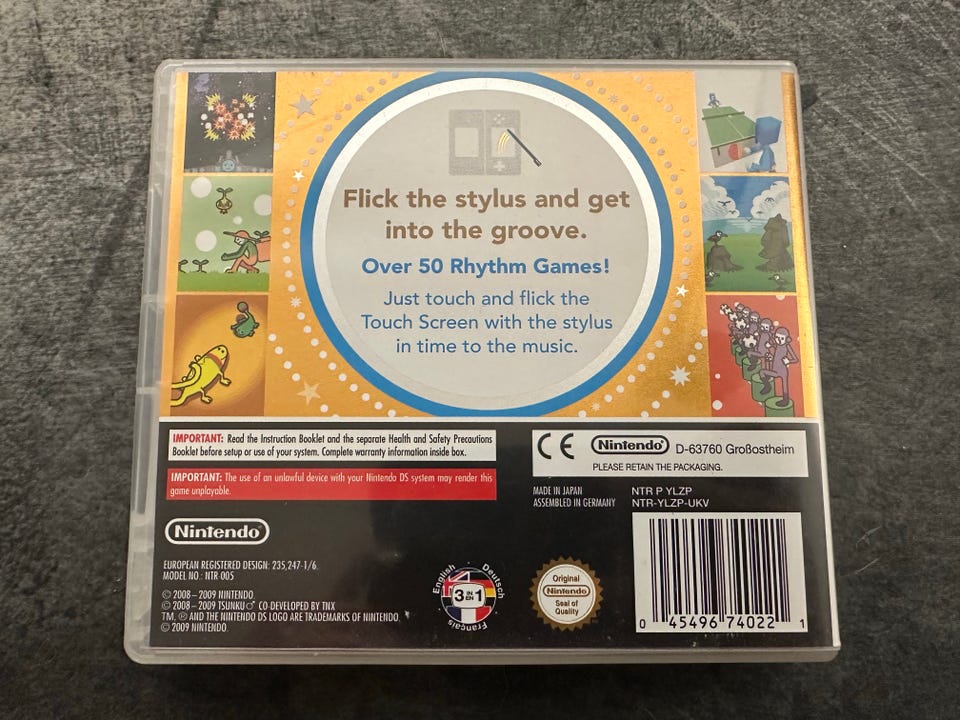 Flick the stylus and get
into the groove.
Over 50 Rhythm Games!
Just touch and flick the
Touch Screen with the stylus
in time to the music.
IMPORTANT: Read the Instruction Booklet and the separate Health and Safety Precautions
Booklet before setup or use of your system. Complete warranty information inside box.
IMPORTANT: The use of an unlawful device with your Nintendo DS system may render this
game unplayable.
CE Nintendo® D-63760 Großostheim
PLEASE RETAIN THE PACKAGING.
MADE IN JAPAN
ASSEMBLED IN GERMANY
NTR P YLZP
NTR-YLZP-UKV
Nintendo®
EUROPEAN REGISTERED DESIGN: 235,247-1/6.
MODEL NO.: NTR-005
© 2008–2009 NINTENDO
© 2008–2009 TSUNKU♂ CO-DEVELOPED BY TNX
TM, ® AND THE NINTENDO DS LOGO ARE TRADEMARKS OF NINTENDO.
© 2009 NINTENDO.
English
Deutsch
Français
3 IN EN 1
Original
Nintendo
Seal of
Quality
0 45496 74022 1